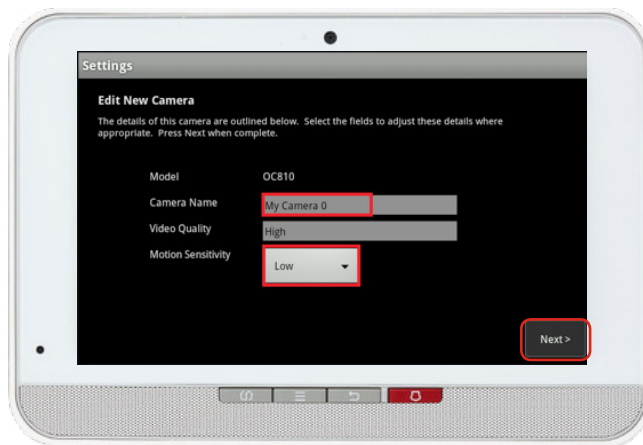 Settings
Edit New Camera
The details of this camera are outlined below. Select the fields to adjust these details where
appropriate. Press Next when complete.
Model OC810
Camera Name My Camera 0
Video Quality High
Motion Sensitivity Low
Next >